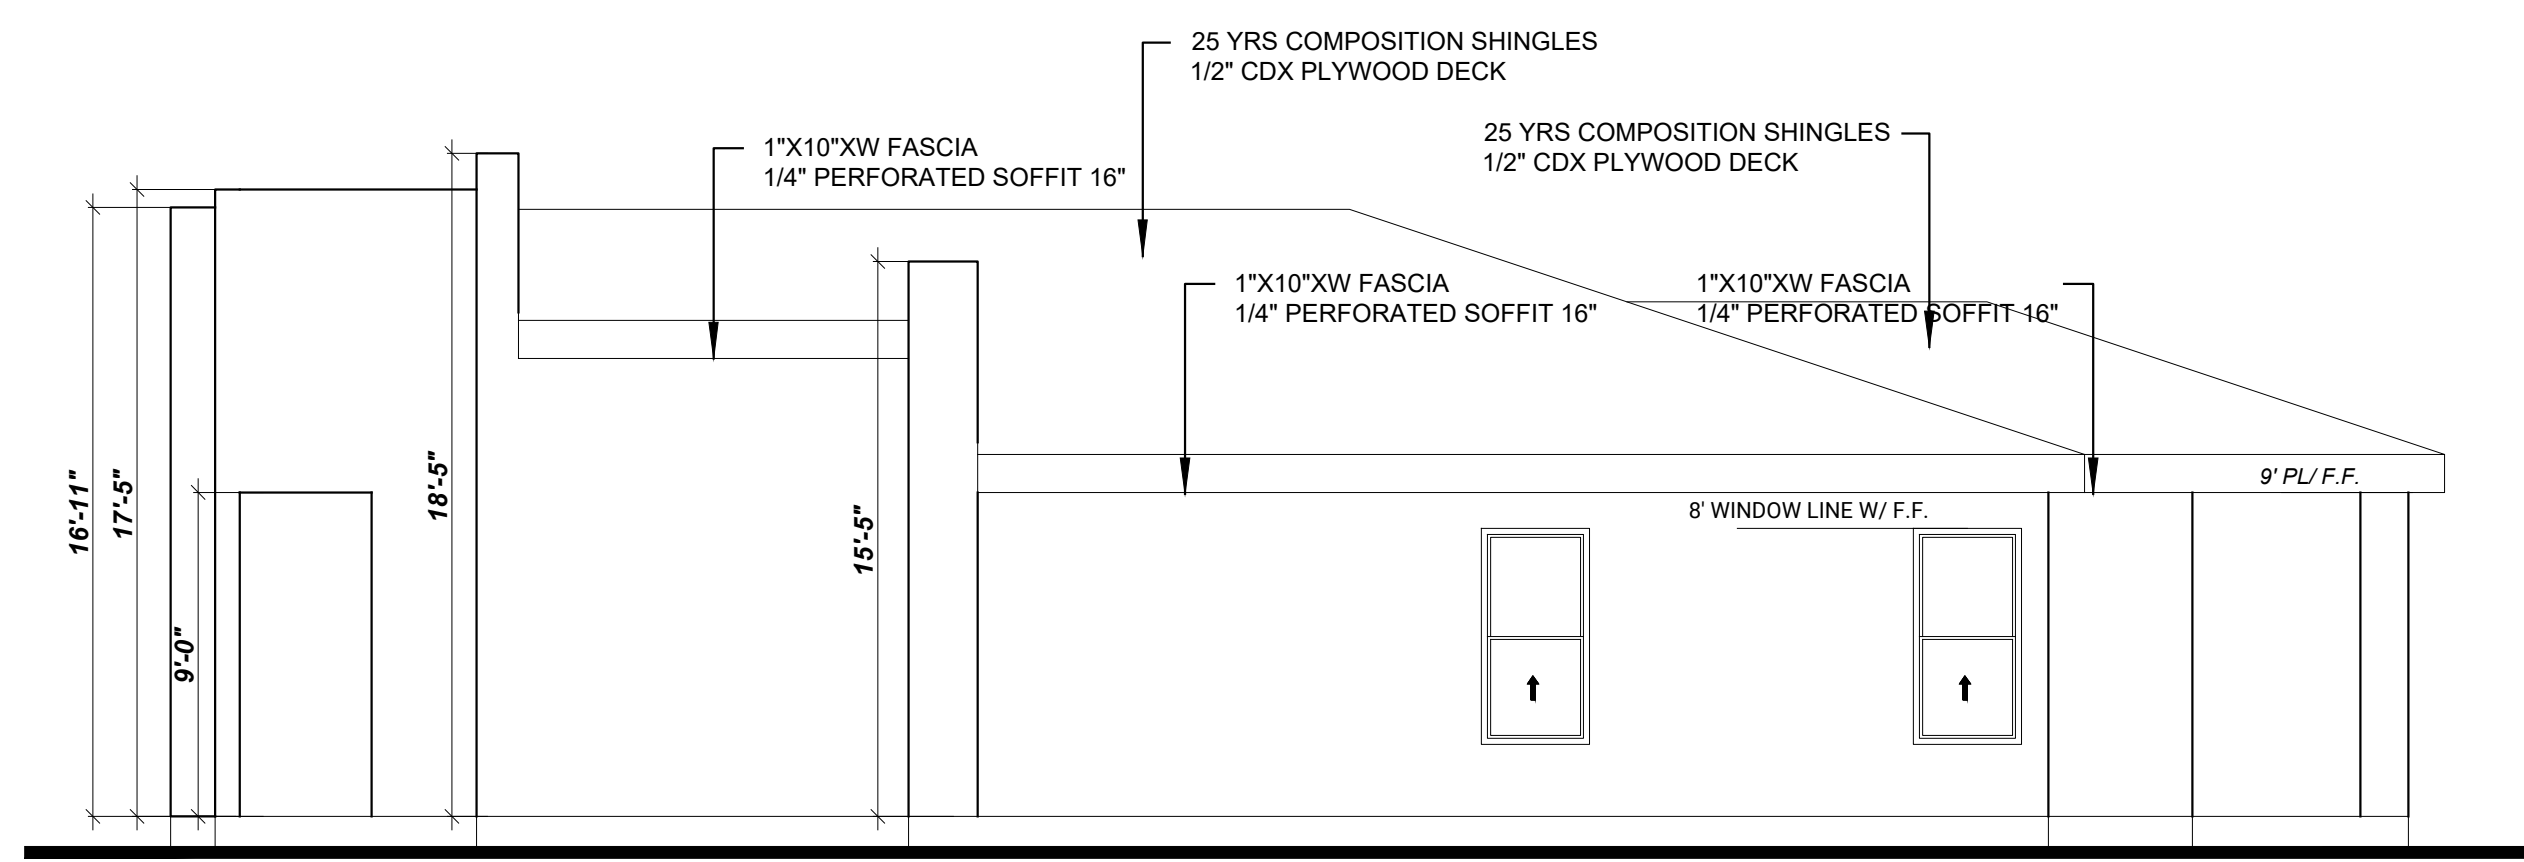 25 YRS COMPOSITION SHINGLES
1/2" CDX PLYWOOD DECK
25 YRS COMPOSITION SHINGLES
1/2" CDX PLYWOOD DECK
1"X10"XW FASCIA
1/4" PERFORATED SOFFIT 16"
1"X10"XW FASCIA
1/4" PERFORATED SOFFIT 16"
1"X10"XW FASCIA
1/4" PERFORATED SOFFIT 16"
16'-11"
17'-5"
9'-0"
18'-5"
15'-5"
9' PL/ F.F.
8' WINDOW LINE W/ F.F.